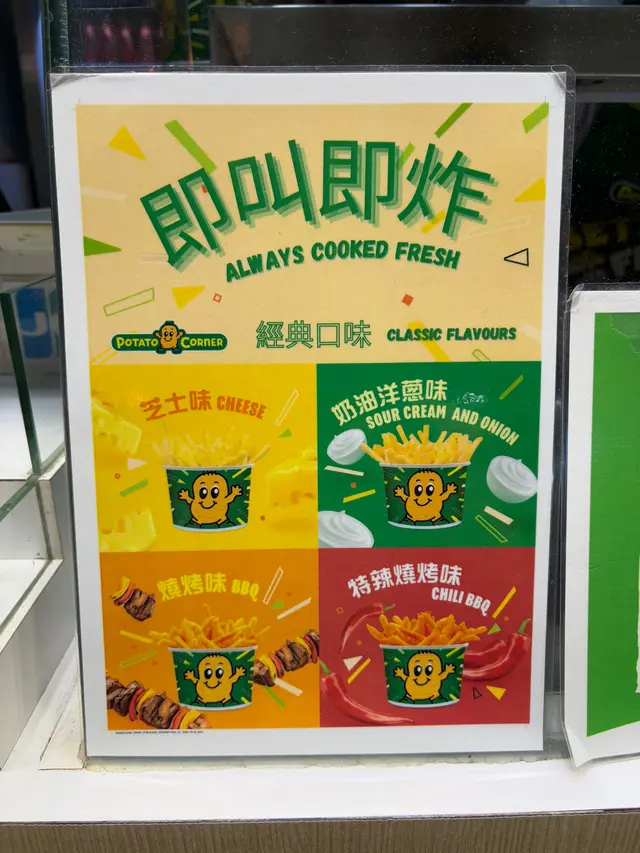 即叫即炸
ALWAYS COOKED FRESH
POTATO CORNER
經典口味 CLASSIC FLAVOURS
芝士味 CHEESE
奶油洋蔥味
SOUR CREAM AND ONION
燒烤味 BBQ
特辣燒烤味
CHILI BBQ